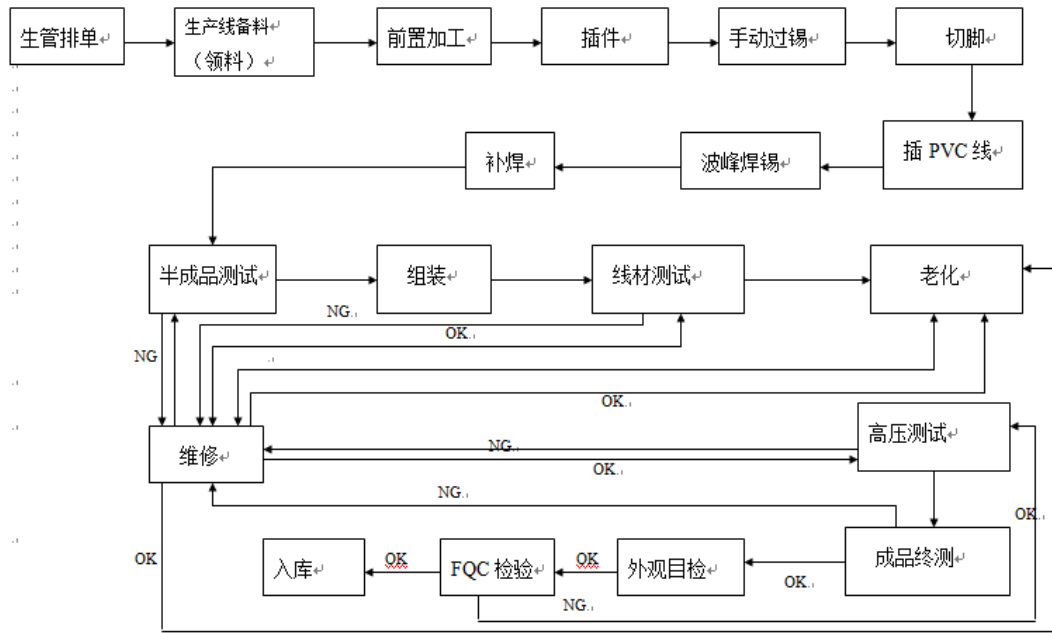 生管排单
生产线备料
（领料）
前置加工
插件
手动过锡
切脚
插 PVC 线
波峰焊锡
补焊
半成品测试
组装
线材测试
老化
NG
OK
NG
OK
维修
高压测试
NG
OK
NG
OK
OK
成品终测
OK
外观目检
OK
FQC 检验
OK
入库
NG
OK